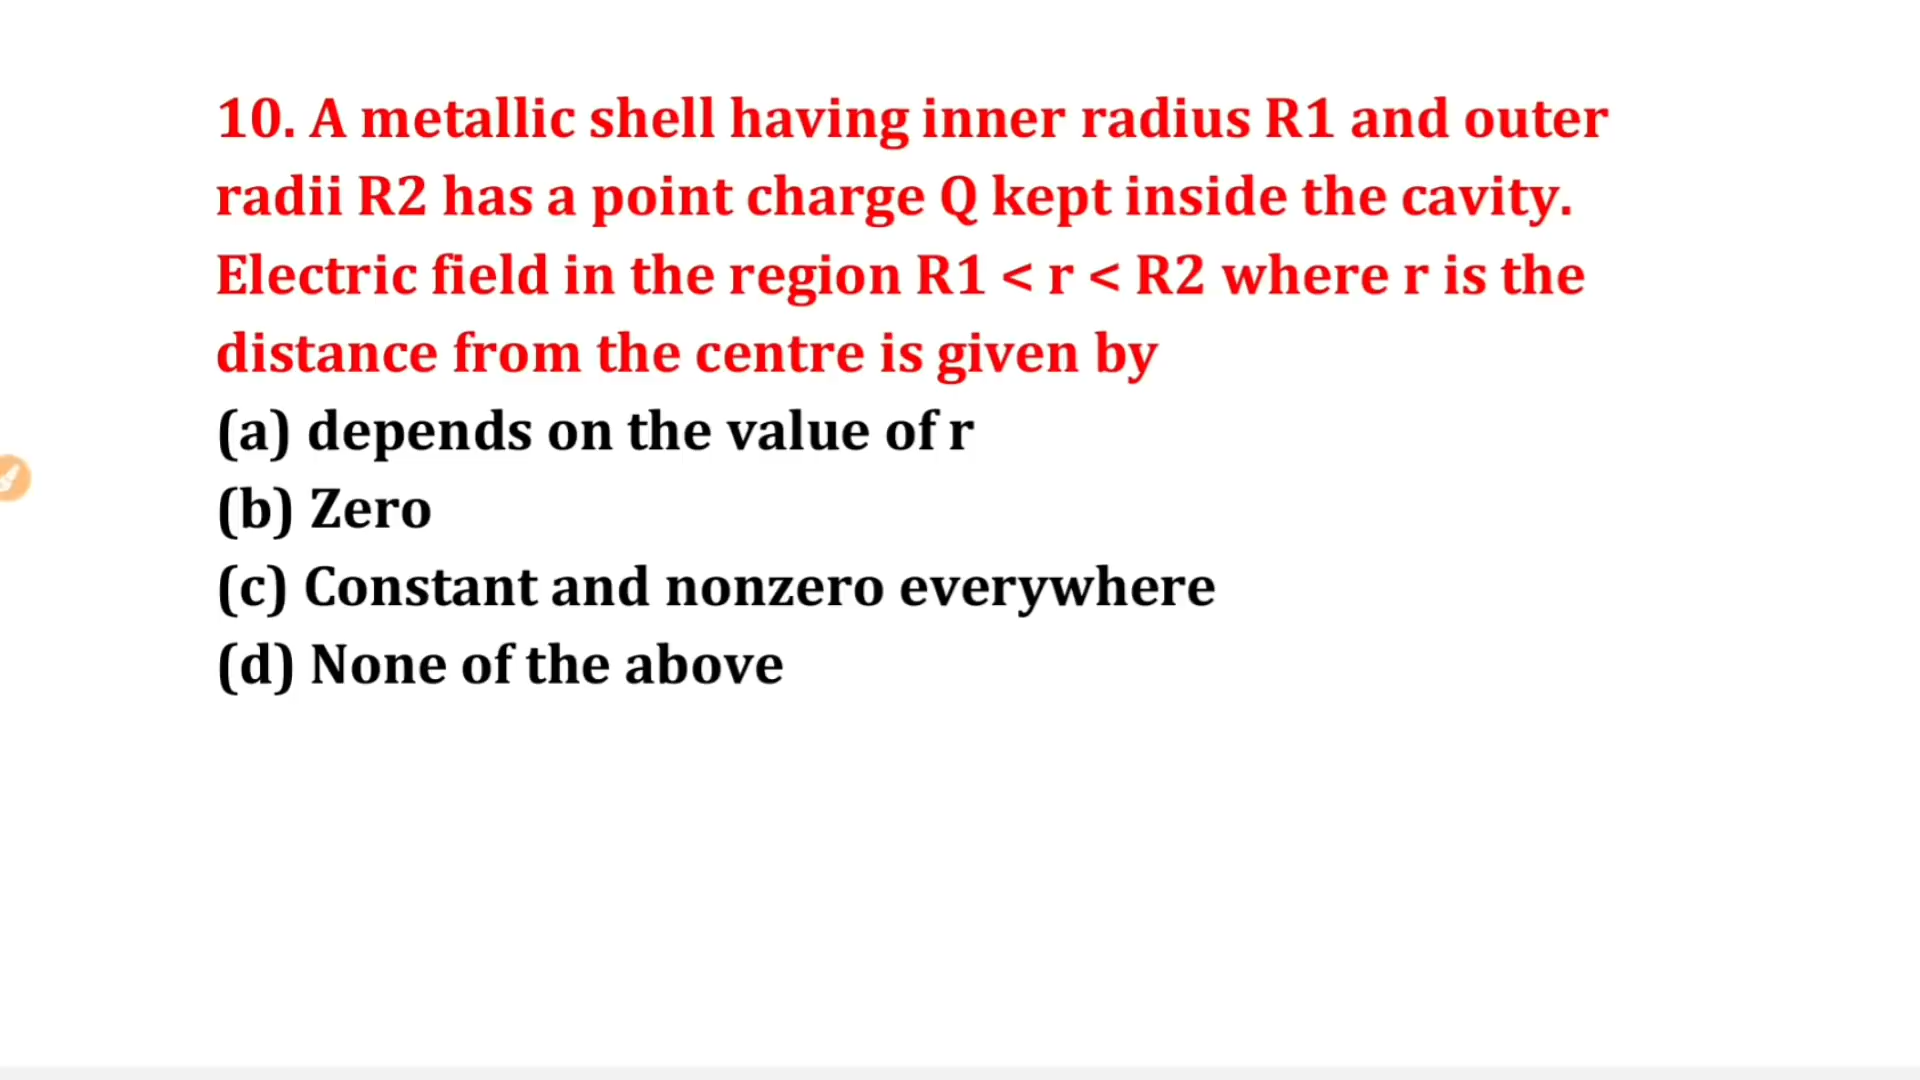 10. A metallic shell having inner radius R1 and outer
radii R2 has a point charge Q kept inside the cavity.
Electric field in the region R1 < r < R2 where r is the
distance from the centre is given by
(a) depends on the value of r
(b) Zero
(c) Constant and nonzero everywhere
(d) None of the above